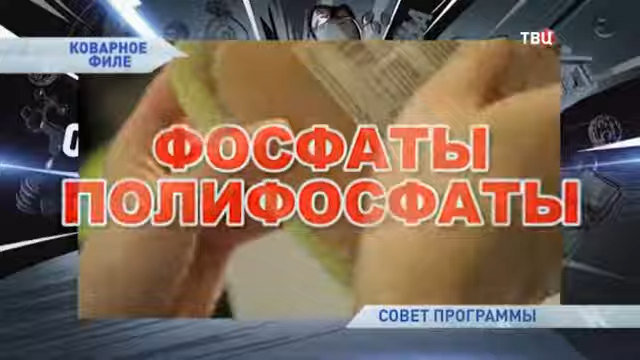 КОВАРНОЕ
ФИЛЕ
ТВЦ
ФОСФАТЫ
ПОЛИФОСФАТЫ
СОВЕТ ПРОГРАММЫ